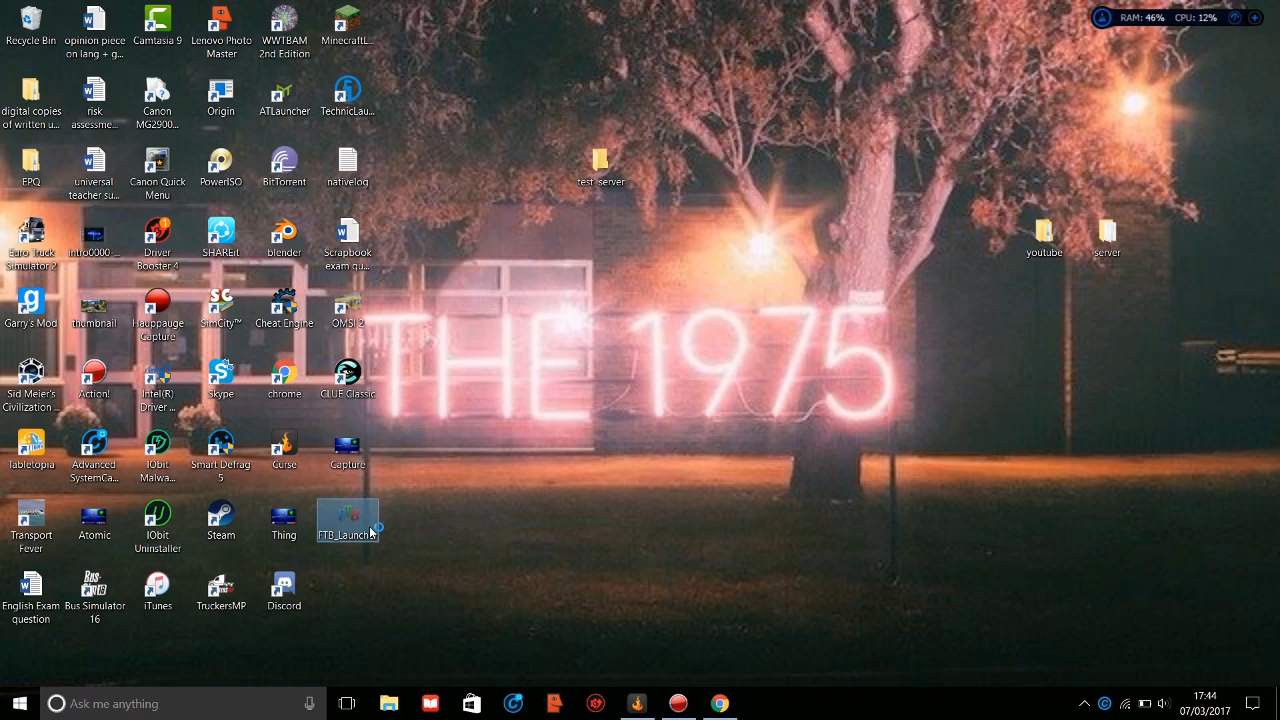 Recycle Bin
opinion piece
on lang + g...
Camtasia 9
Lenovo Photo
Master
WWTBAM
2nd Edition
MinecraftL...
digital copies
of written u...
risk
assessme...
Canon
MG2900...
Origin
ATLauncher
TechnicLau...
EPQ
universal
teacher su...
Canon Quick
Menu
PowerISO
BitTorrent
nativelog
Euro Truck
Simulator 2
intro0000-...
Driver
Booster 4
SHAREit
blender
Scrapbook
exam qu...
Garry's Mod
thumbnail
Hauppauge
Capture
SimCity™
Cheat Engine
OMSI 2
Sid Meier's
Civilization ...
Action!
Intel(R)
Driver ...
Skype
chrome
CLUE Classic
Tabletopia
Advanced
SystemCa...
IObit
Malwa...
Smart Defrag
5
Curse
Capture
Transport
Fever
Atomic
IObit
Uninstaller
Steam
Thing
FTB_Launch
English Exam
question
Bus Simulator
16
iTunes
TruckersMP
Discord
test server
youtube
server
RAM: 46% CPU: 12%
THE 1975
Ask me anything
17:44
07/03/2017